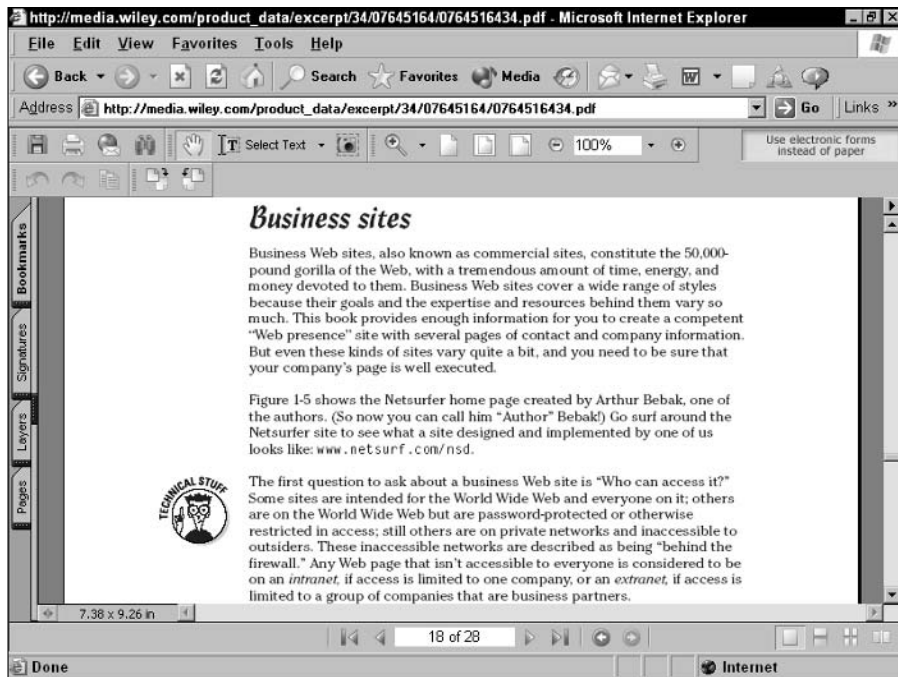 http://media.wiley.com/product_data/excerpt/34/07645164/0764516434.pdf - Microsoft Internet Explorer
File Edit View Favorites Tools Help
Back Search Favorites Media W
Address http://media.wiley.com/product_data/excerpt/34/07645164/0764516434.pdf Go Links »
T Select Text 100% Use electronic forms
instead of paper
Bookmarks
Signatures
Layers
Pages
Business sites
Business Web sites, also known as commercial sites, constitute the 50,000-
pound gorilla of the Web, with a tremendous amount of time, energy, and
money devoted to them. Business Web sites cover a wide range of styles
because their goals and the expertise and resources behind them vary so
much. This book provides enough information for you to create a competent
“Web presence” site with several pages of contact and company information.
But even these kinds of sites vary quite a bit, and you need to be sure that
your company’s page is well executed.
Figure 1-5 shows the Netsurfer home page created by Arthur Bebak, one of
the authors. (So now you can call him “Author” Bebak!) Go surf around the
Netsurfer site to see what a site designed and implemented by one of us
looks like: www.netsurf.com/nsd.
TECHNICAL STUFF
The first question to ask about a business Web site is “Who can access it?”
Some sites are intended for the World Wide Web and everyone on it; others
are on the World Wide Web but are password-protected or otherwise
restricted in access; still others are on private networks and inaccessible to
outsiders. These inaccessible networks are described as being “behind the
firewall.” Any Web page that isn’t accessible to everyone is considered to be
on an intranet, if access is limited to one company, or an extranet, if access is
limited to a group of companies that are business partners.
7.38 x 9.26 in
18 of 28
Done Internet